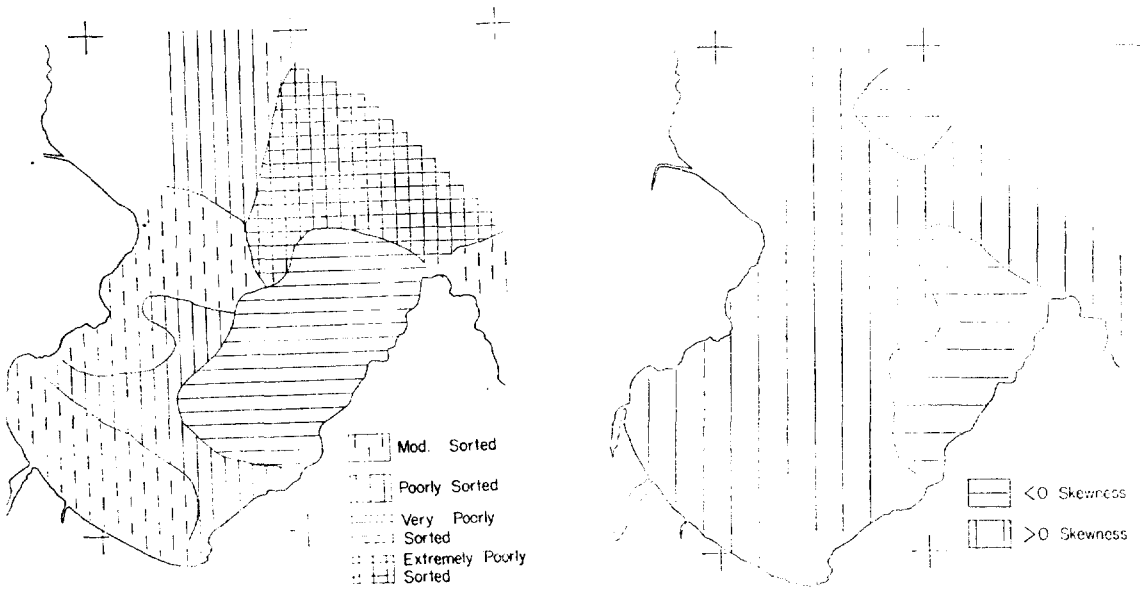 Mod. Sorted
Poorly Sorted
Very Poorly
Sorted
Extremely Poorly
Sorted
<0 Skewness
>0 Skewness